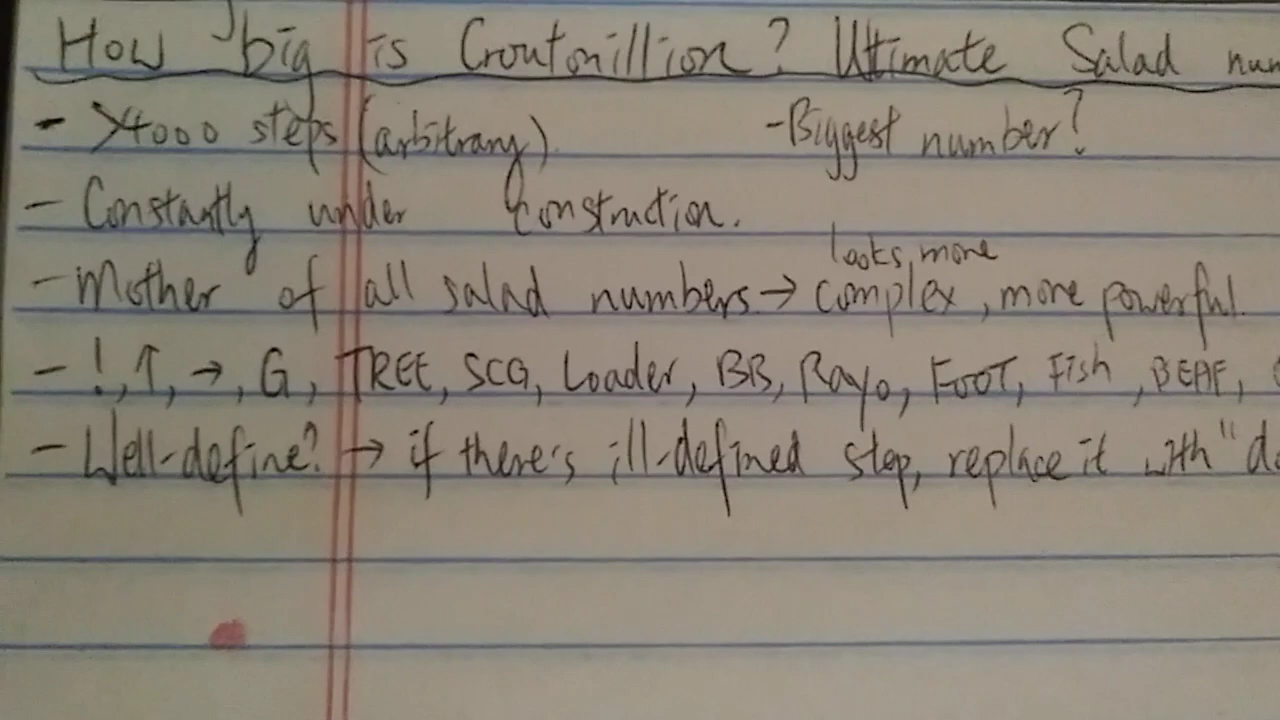 How big is Croutonillion? Ultimate Salad num
- >4000 steps (arbitrary) -Biggest number?
- Constantly under construction.
looks more
- Mother of all salad numbers → complex, more powerful.
- !, ↑, →, G, TREE, SCG, Loader, BB, Rayo, FOOT, Fish, BEAF,
- Well-define? → if there's ill-defined step, replace it with "do